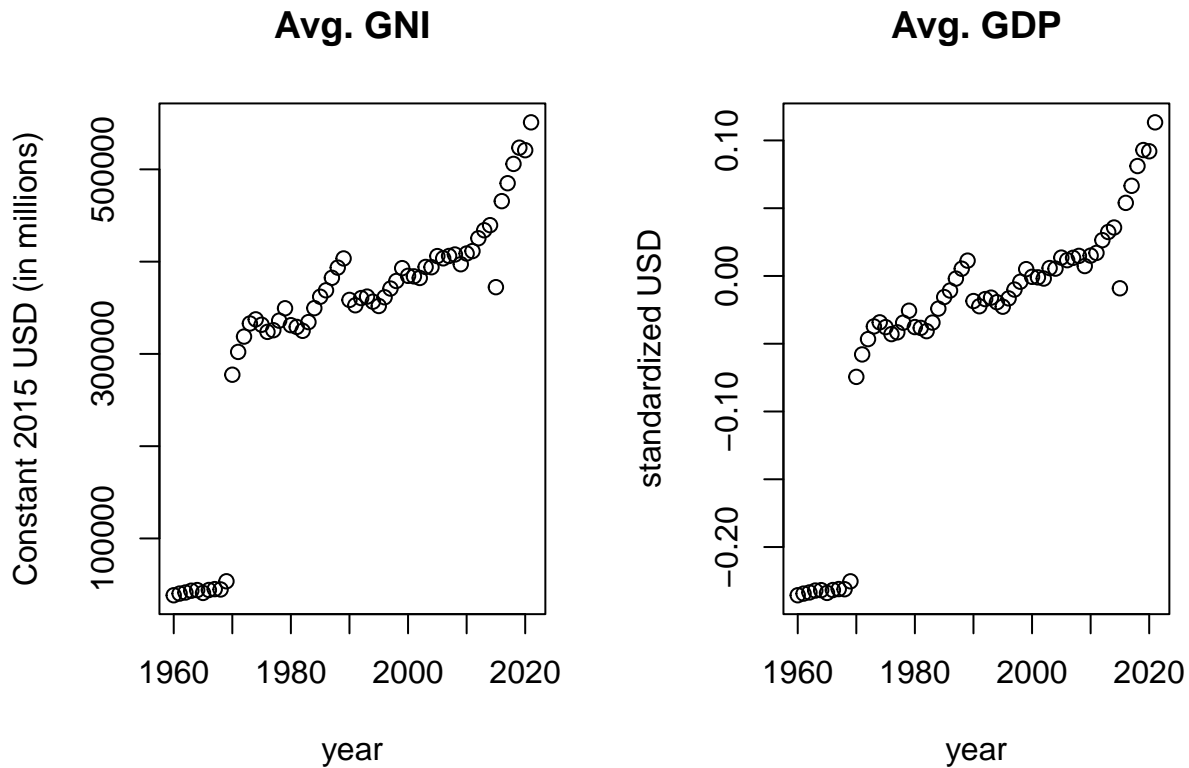 Avg. GNI
Constant 2015 USD (in millions)
500000
300000
100000
1960 1980 2000 2020
year
Avg. GDP
standardized USD
0.10
0.00
−0.10
−0.20
1960 1980 2000 2020
year